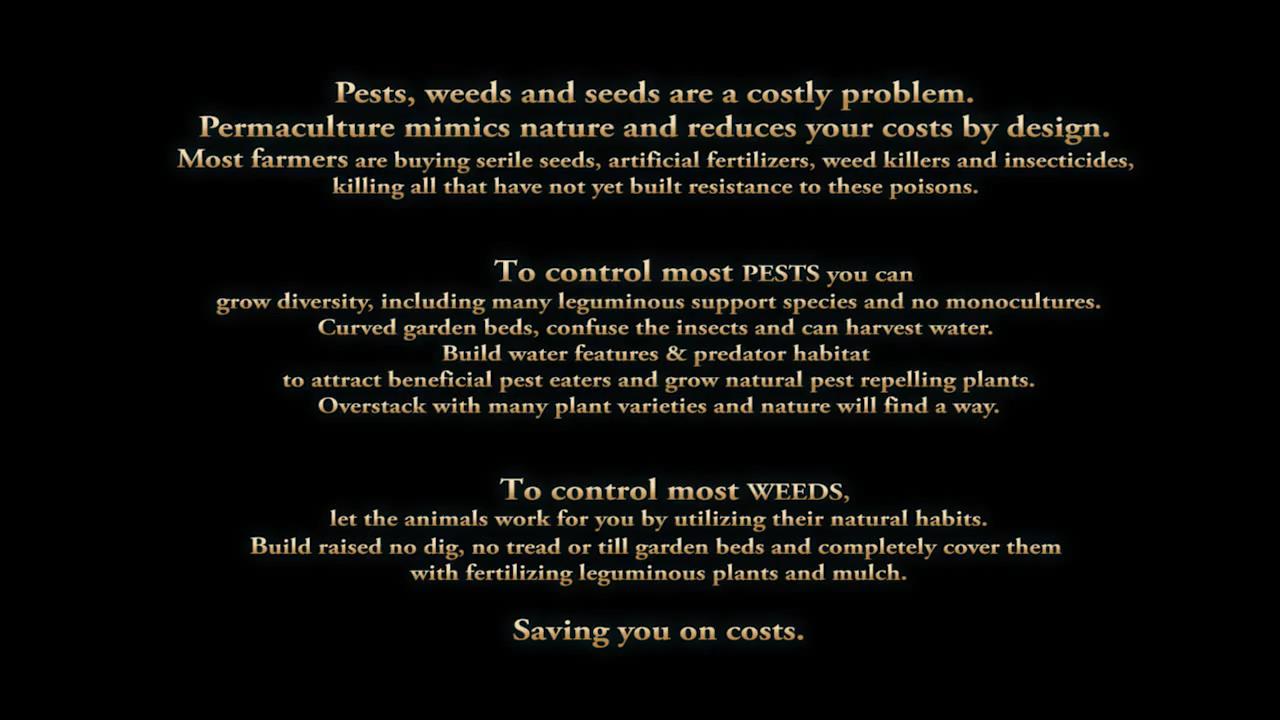 Pests, weeds and seeds are a costly problem.
Permaculture mimics nature and reduces your costs by design.
Most farmers are buying serile seeds, artificial fertilizers, weed killers and insecticides,
killing all that have not yet built resistance to these poisons.
To control most PESTS you can
grow diversity, including many leguminous support species and no monocultures.
Curved garden beds, confuse the insects and can harvest water.
Build water features & predator habitat
to attract beneficial pest eaters and grow natural pest repelling plants.
Overstack with many plant varieties and nature will find a way.
To control most WEEDS,
let the animals work for you by utilizing their natural habits.
Build raised no dig, no tread or till garden beds and completely cover them
with fertilizing leguminous plants and mulch.
Saving you on costs.